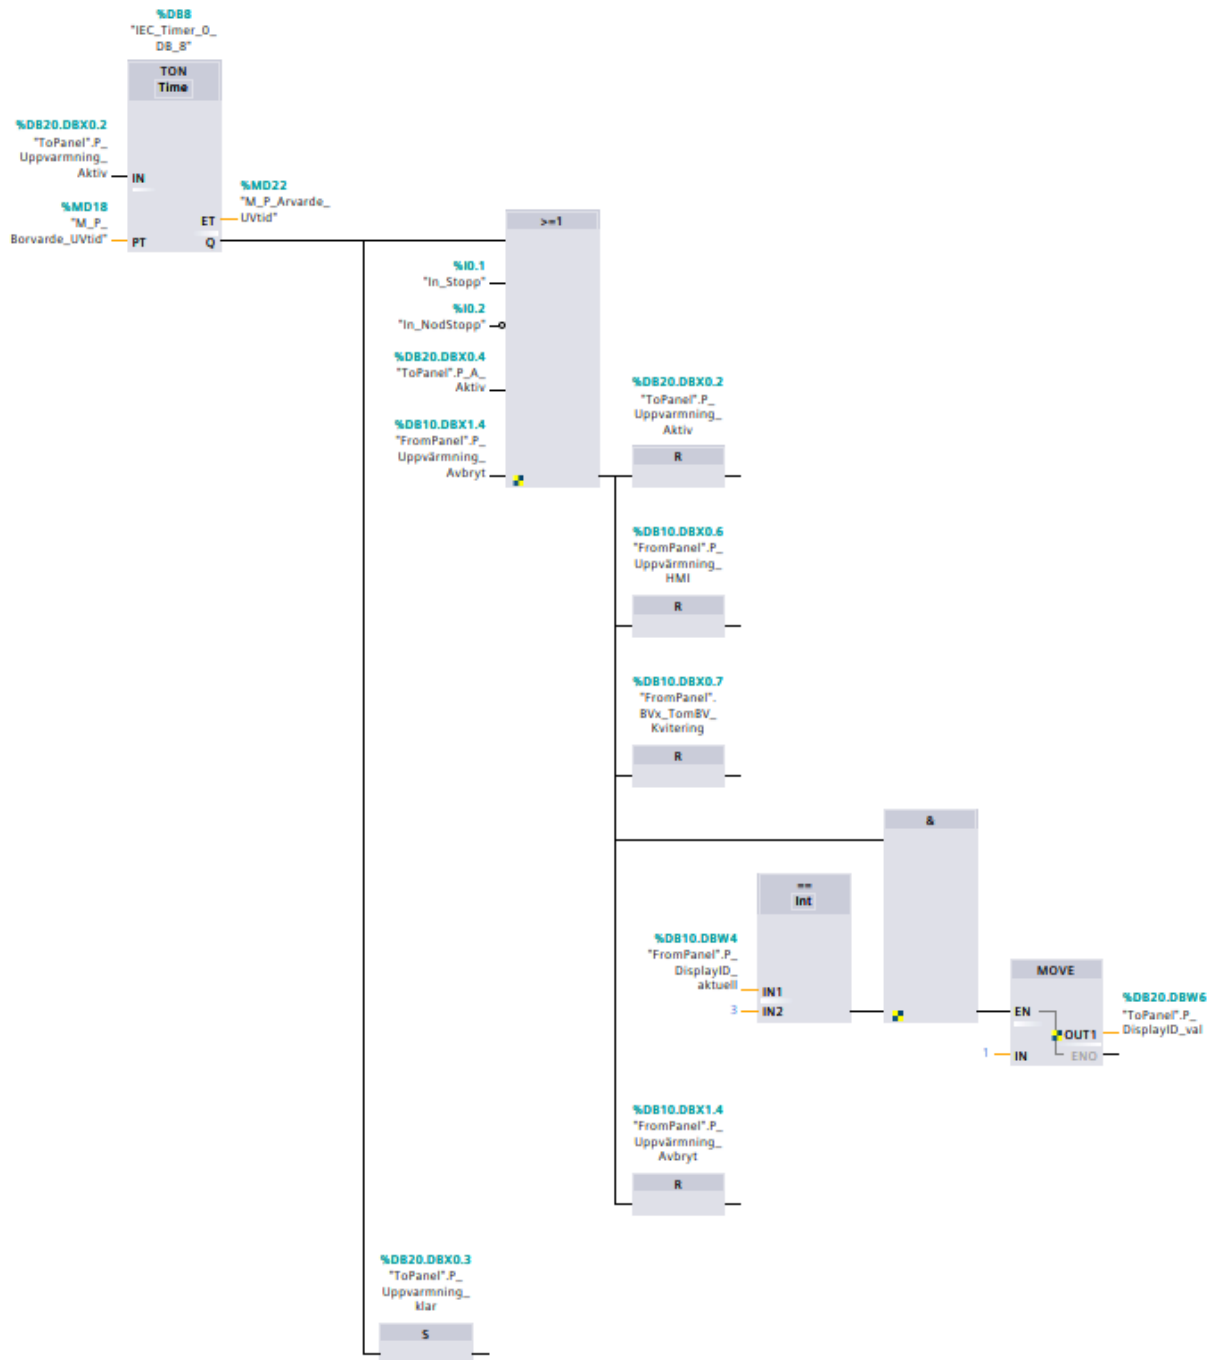 %DB8
"IEC_Timer_0_
DB_8"
TON
Time
%DB20.DBX0.2
"ToPanel".P_
Uppvarmning_
Aktiv
IN
%MD18
"M_P_
Borvarde_UVtid"
PT
%MD22
"M_P_Arvarde_
UVtid"
ET
Q
>=1
%I0.1
"In_Stopp"
%I0.2
"In_NodStopp"
%DB20.DBX0.4
"ToPanel".P_A_
Aktiv
%DB10.DBX1.4
"FromPanel".P_
Uppvärmning_
Avbryt
%DB20.DBX0.2
"ToPanel".P_
Uppvarmning_
Aktiv
R
%DB10.DBX0.6
"FromPanel".P_
Uppvärmning_
HMI
R
%DB10.DBX0.7
"FromPanel".
BVx_TomBV_
Kvitering
R
&
==
Int
%DB10.DBW4
"FromPanel".P_
DisplayID_
aktuell
IN1
3
IN2
MOVE
EN
%DB20.DBW6
"ToPanel".P_
DisplayID_val
OUT1
1
IN
ENO
%DB10.DBX1.4
"FromPanel".P_
Uppvärmning_
Avbryt
R
%DB20.DBX0.3
"ToPanel".P_
Uppvarmning_
klar
S